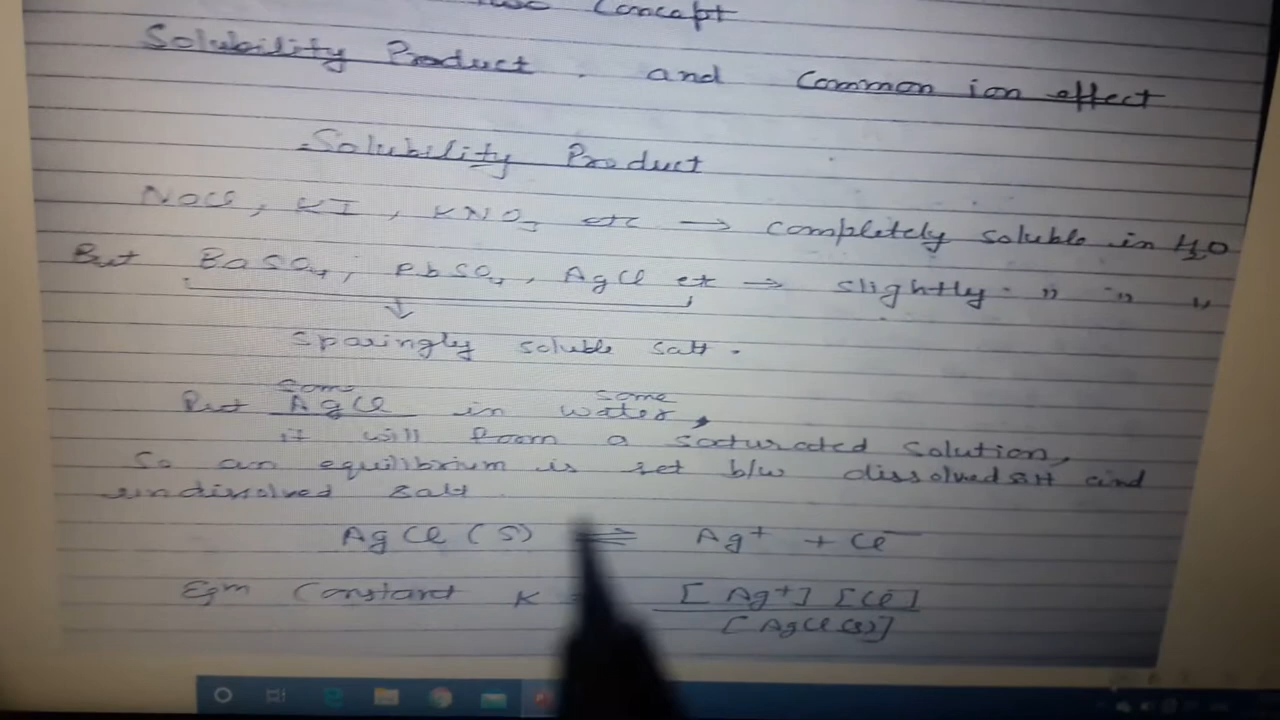 Concept
Solubility Product and Common ion effect
Solubility Product
NaCl, KI, KNO3 etc → completely soluble in H2O
But BaSO4, PbSO4, AgCl et → slightly " " "
↓
Sparingly soluble salt.
some some
Put AgCl in water,
it will form a saturated solution,
So an equilibrium is set b/w dissolved salt and
undissolved salt
AgCl (s) ⇌ Ag+ + Cl-
Eqm Constant K [Ag+] [Cl-]
[AgCl(s)]